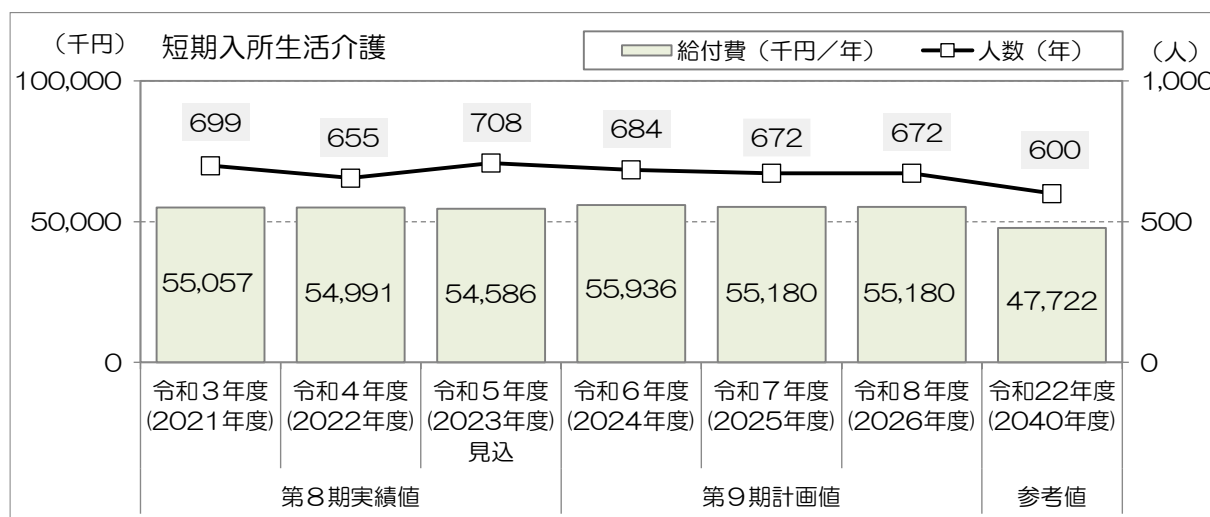 （千円） 短期入所生活介護 給付費（千円／年） 人数（年） （人）
100,000 1,000
699 655 708 684 672 672 600
50,000 500
55,057 54,991 54,586 55,936 55,180 55,180 47,722
0 0
令和３年度 令和４年度 令和５年度 令和６年度 令和７年度 令和８年度 令和22年度
(2021年度) (2022年度) (2023年度) (2024年度) (2025年度) (2026年度) (2040年度)
見込
第８期実績値 第９期計画値 参考値